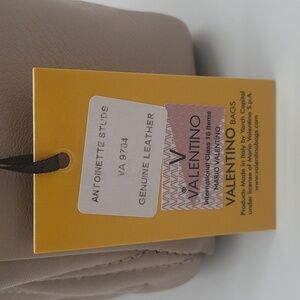 ANTOINETTE STUDS
VA 9704
GENUINE LEATHER
V
VALENTINO
International Class 18 Items
MARIO VALENTINO
VALENTINO BAGS
Products Made in Italy by Yarch Capital
under license of Mario Valentino S.p.A.
www.valentinobags.com